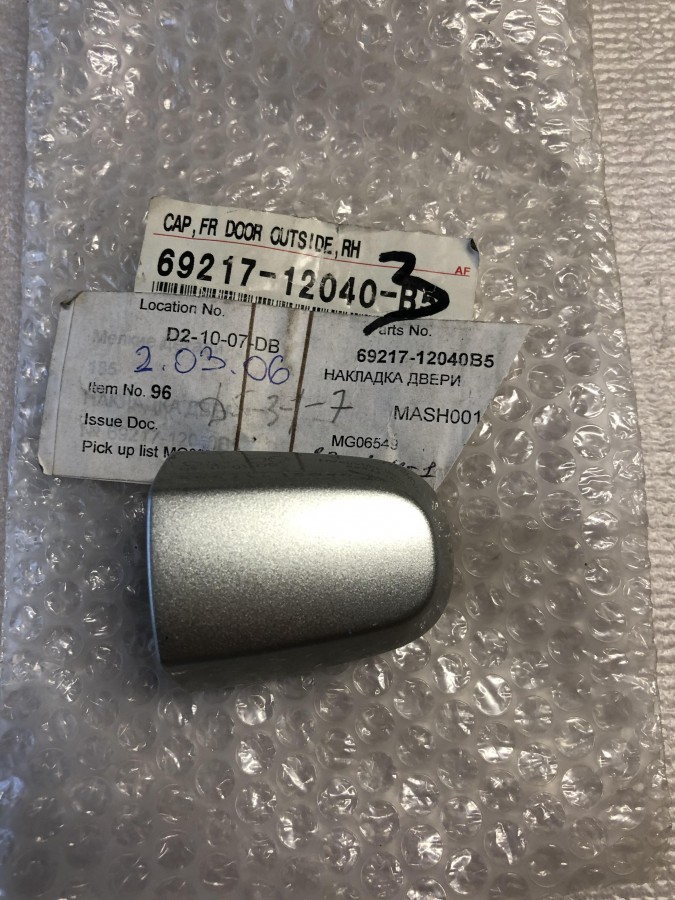 CAP, FR DOOR OUTSIDE, RH
69217-12040-B5
3
AF
Location No.
D2-10-07-DB
2.03.06
Item No. 96
Issue Doc.
Pick up list
Parts No.
69217-12040B5
НАКЛАДКА ДВЕРИ
MASH001
MG06549